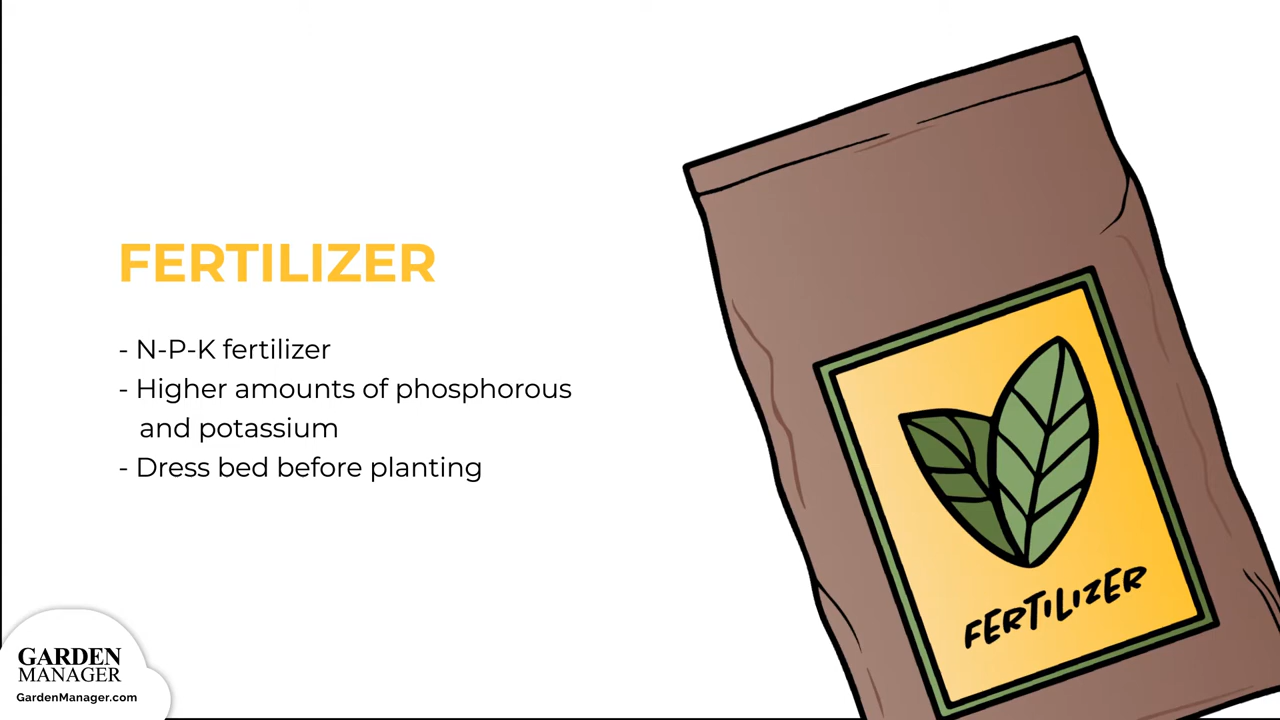 FERTILIZER
- N-P-K fertilizer
- Higher amounts of phosphorous
and potassium
- Dress bed before planting
FERTILIZER
GARDEN
MANAGER
GardenManager.com